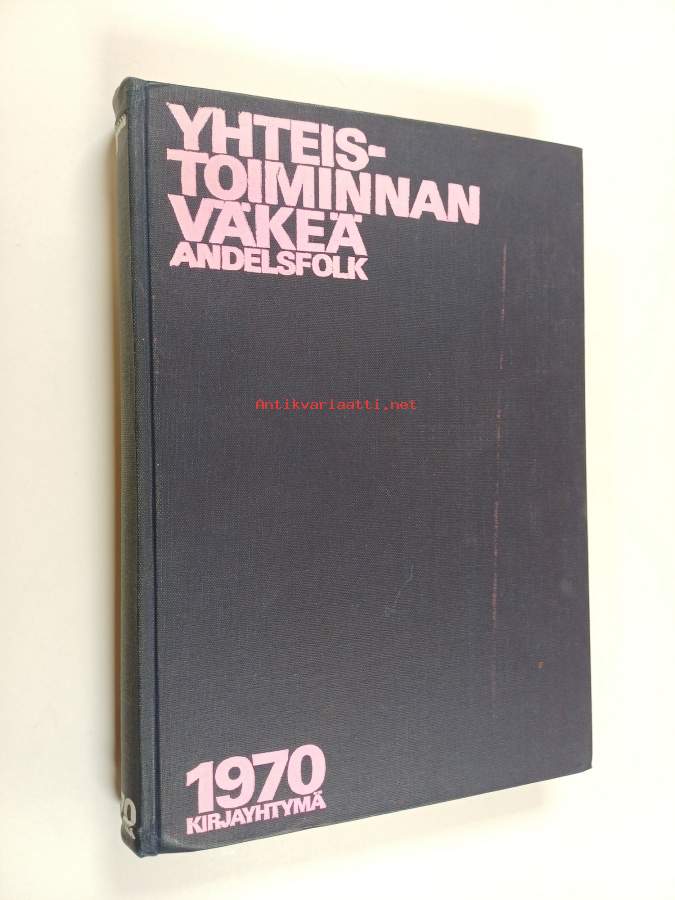 YHTEIS-
TOIMINNAN
VÄKEÄ
ANDELSFOLK
Antikvariaatti.net
1970
KIRJAYHTYMÄ